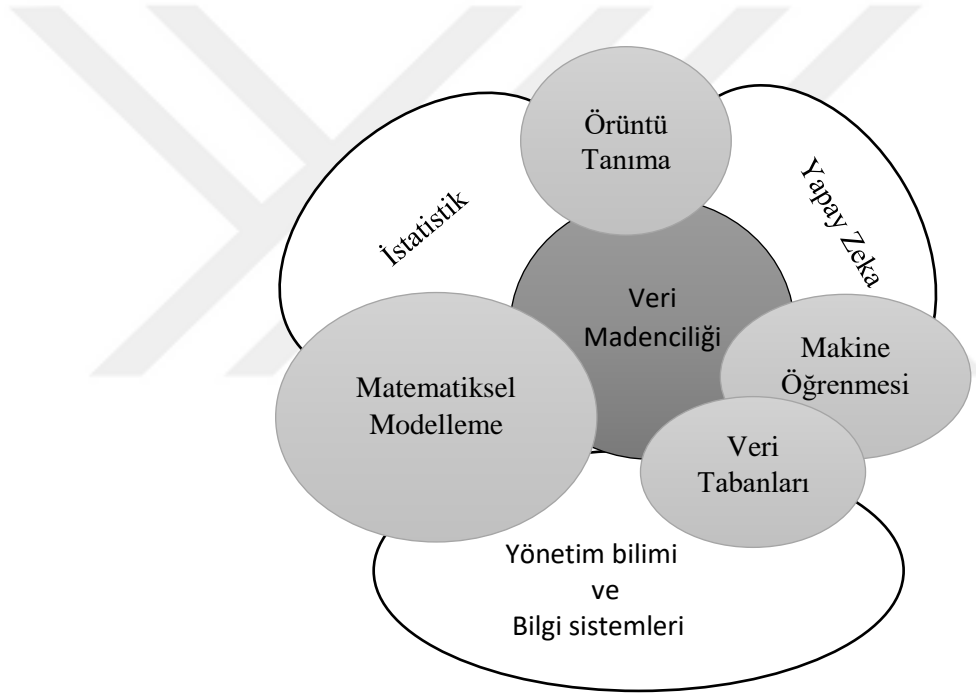 Örüntü
Tanıma
İstatistik
Yapay Zeka
Veri
Madenciliği
Makine
Öğrenmesi
Matematiksel
Modelleme
Veri
Tabanları
Yönetim bilimi
ve
Bilgi sistemleri